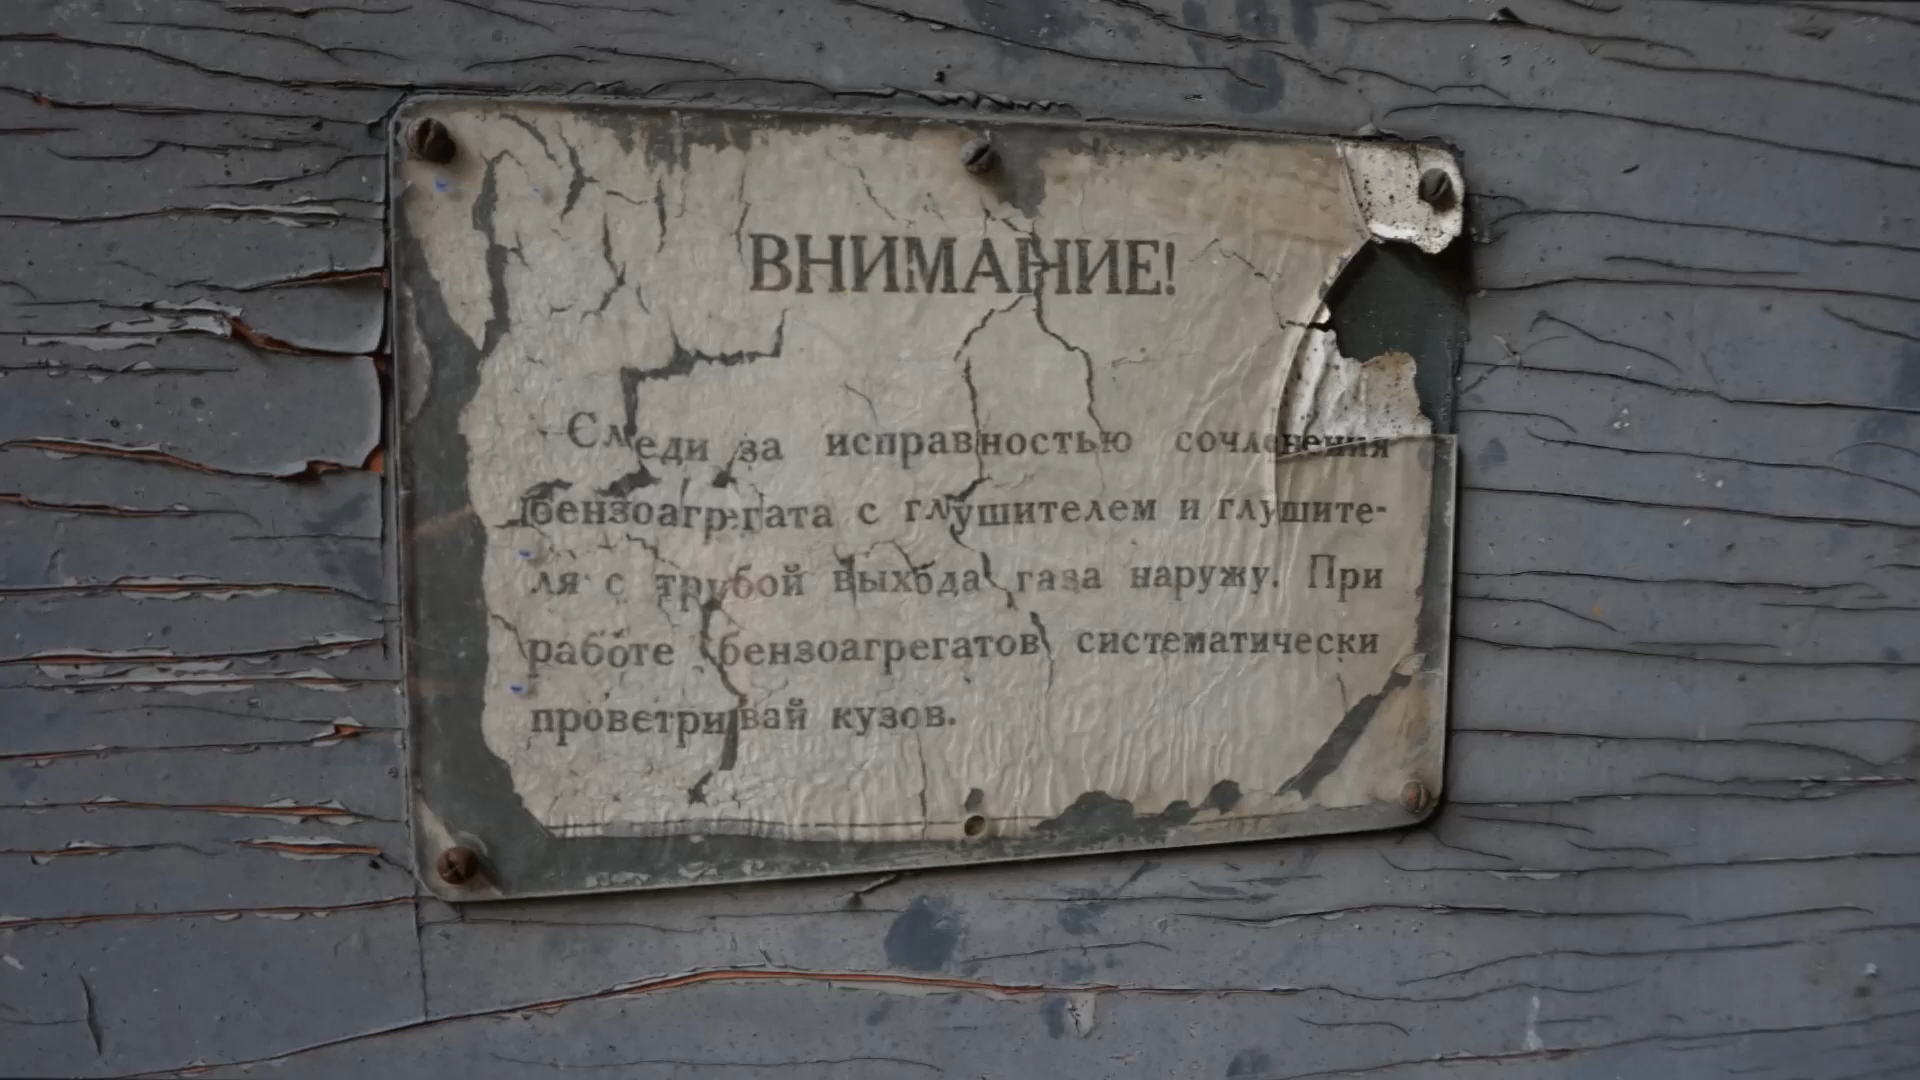 ВНИМАНИЕ!
Следи за исправностью сочленения
бензоагрегата с глушителем и глушите-
ля с трубой выхода газа наружу. При
работе бензоагрегатов систематически
проветривай кузов.